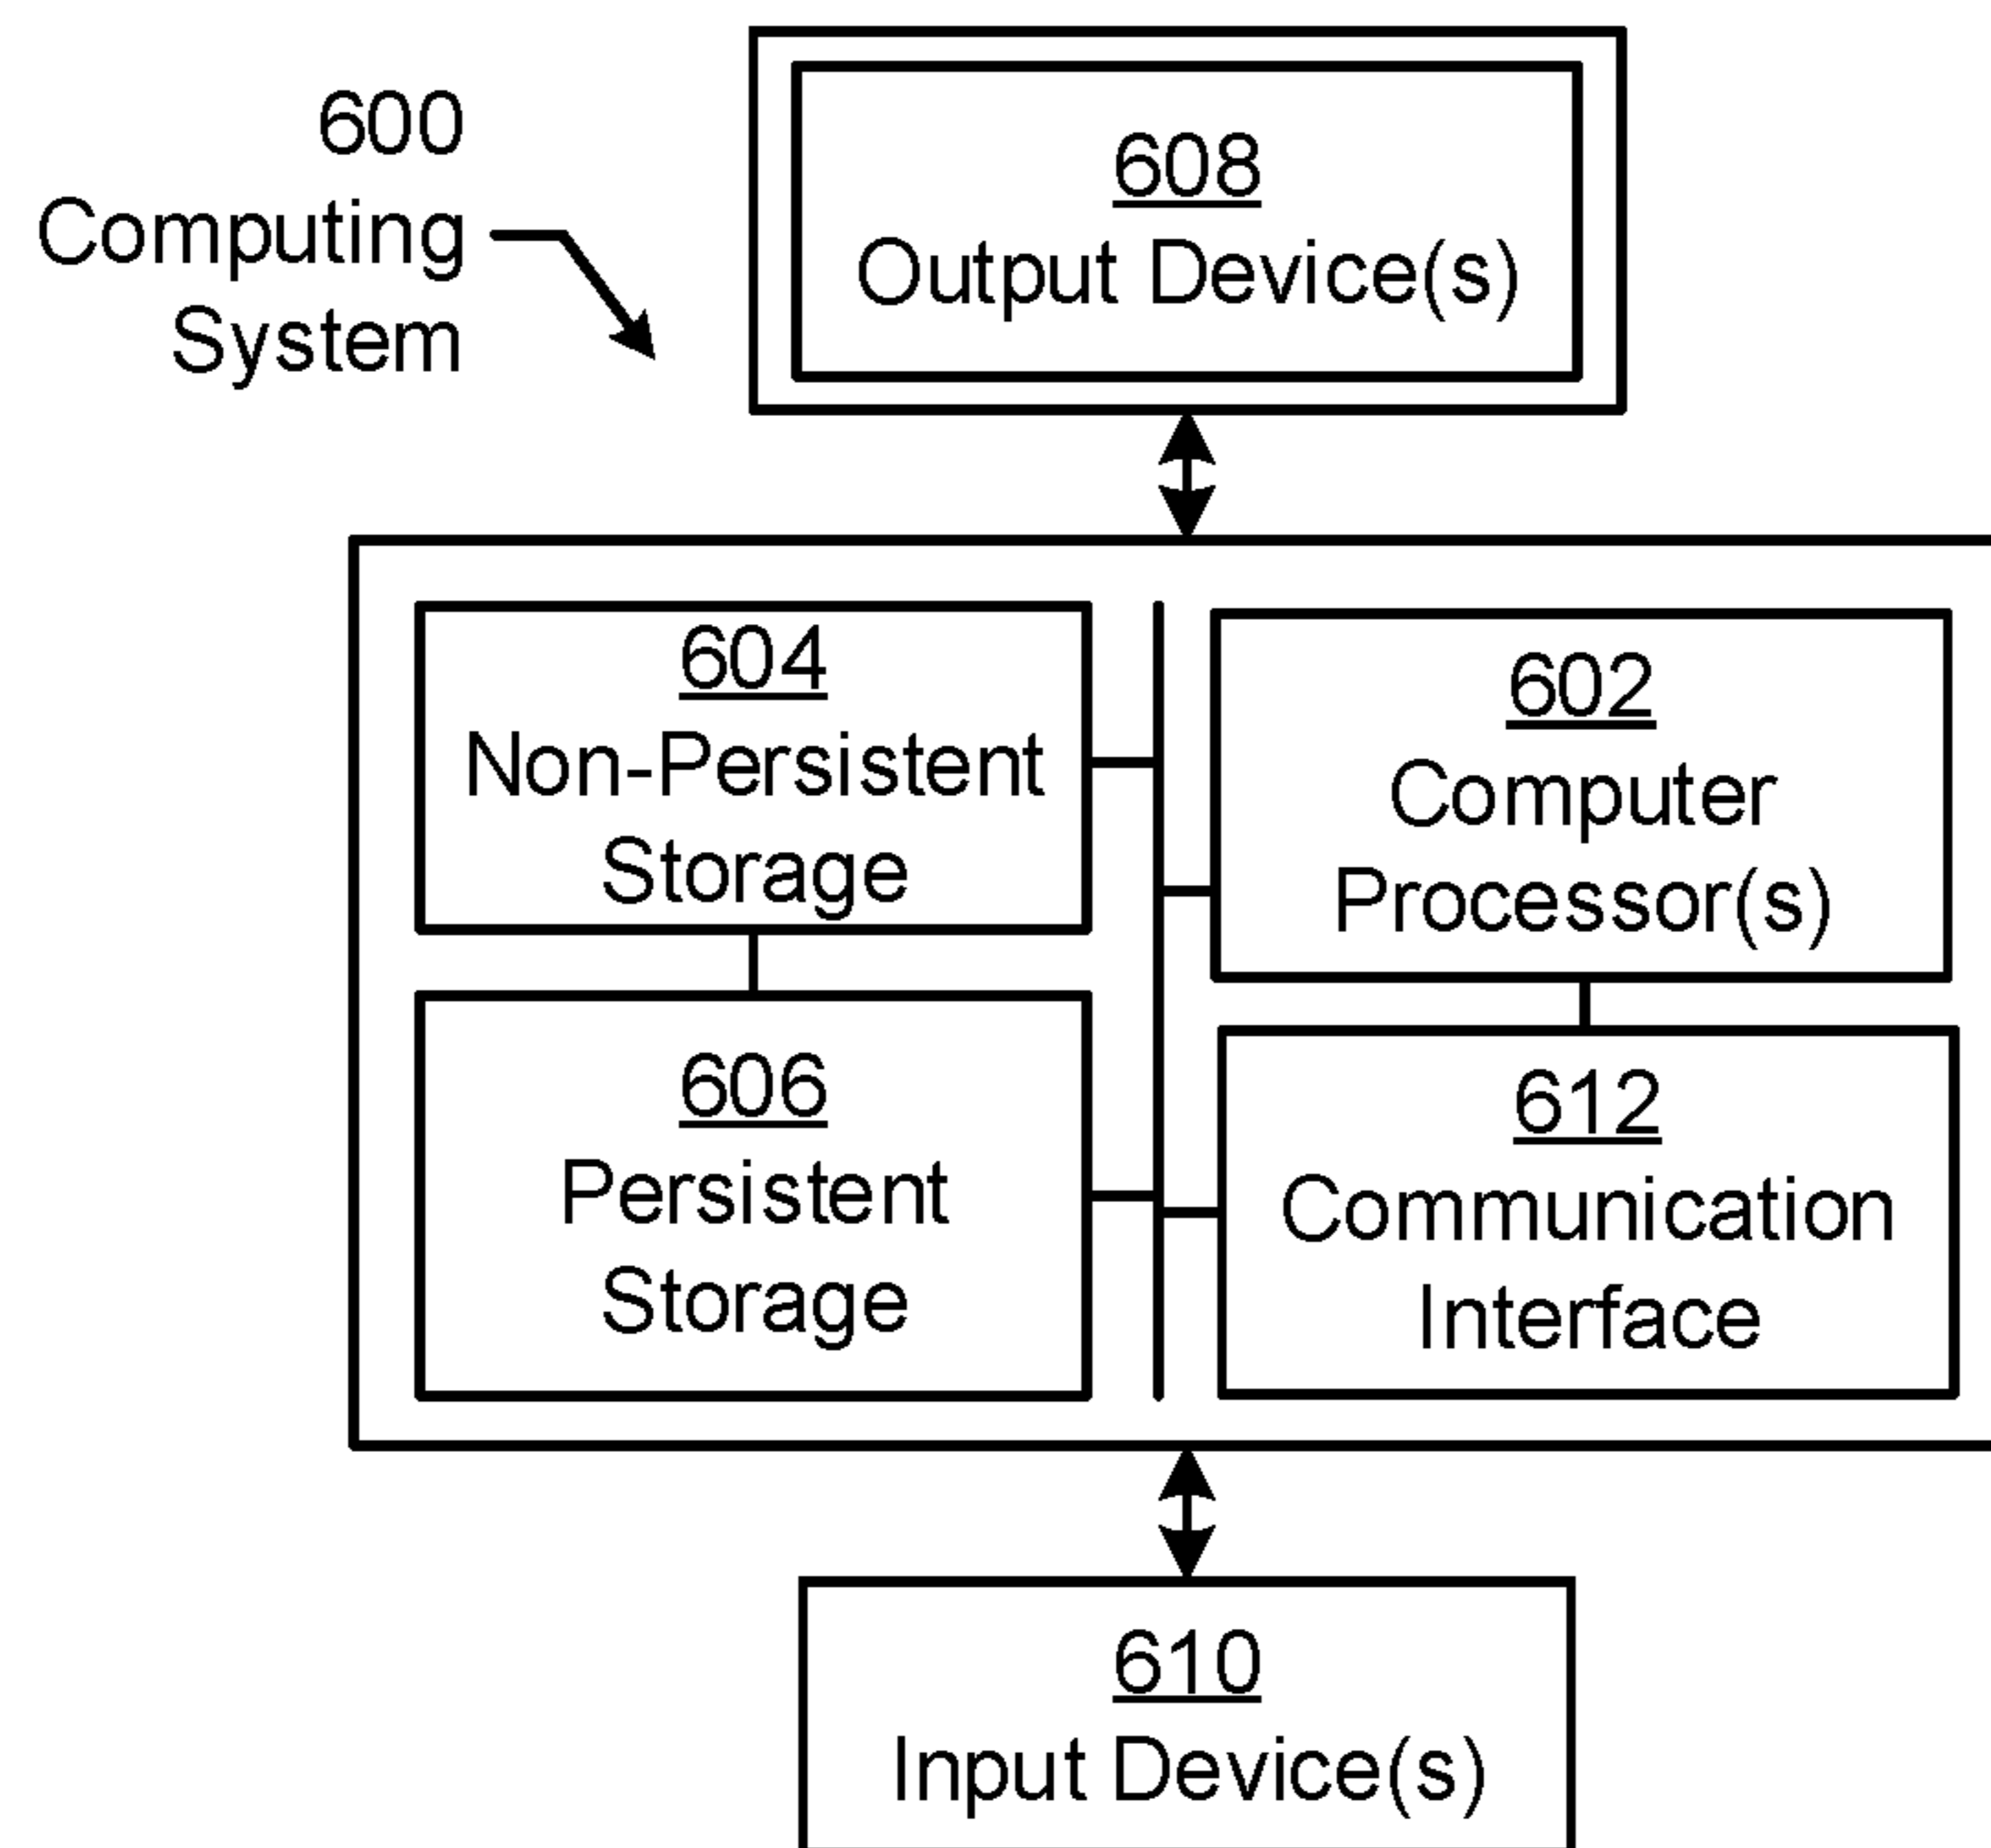 600
Computing
System
608
Output Device(s)
604
Non-Persistent
Storage
602
Computer
Processor(s)
606
Persistent
Storage
612
Communication
Interface
610
Input Device(s)